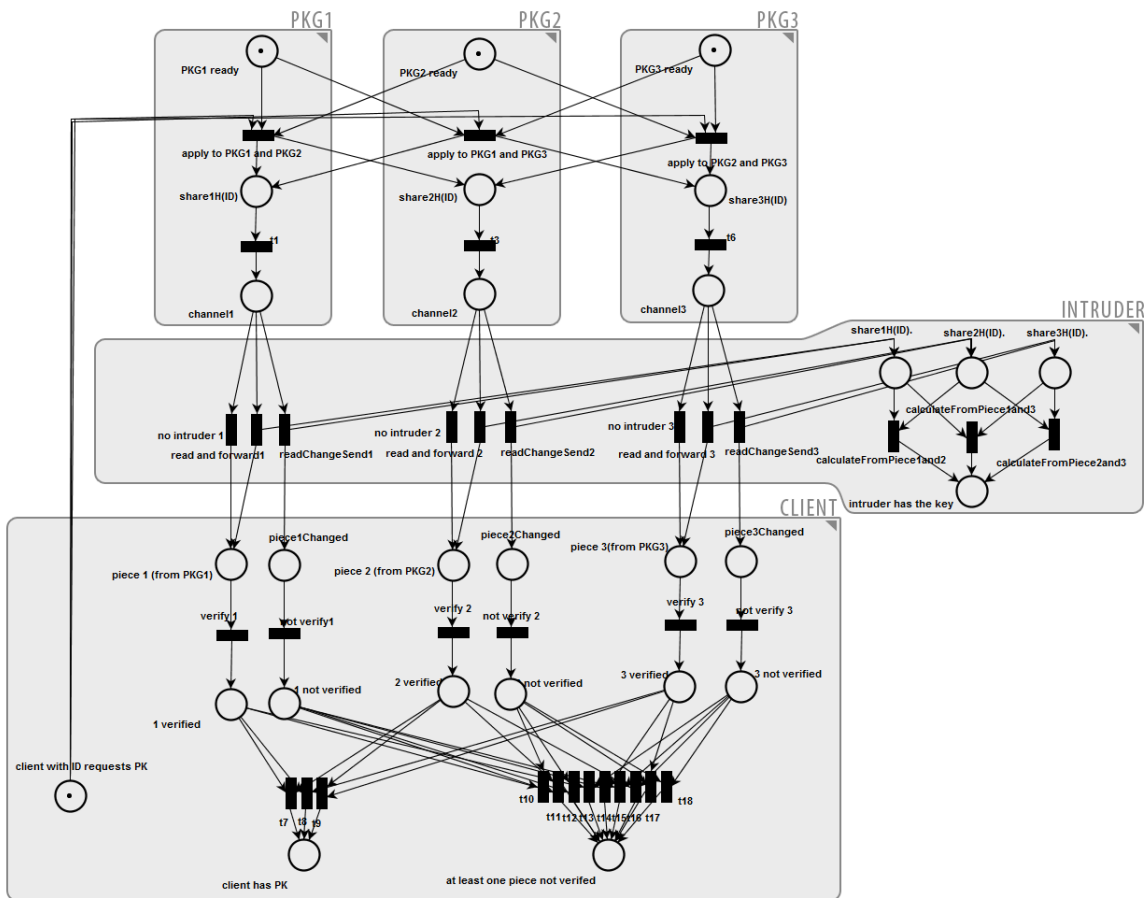 PKG1
PKG2
PKG3
PKG1 ready
PKG2 ready
PKG3 ready
apply to PKG1 and PKG2
apply to PKG1 and PKG3
apply to PKG2 and PKG3
share1H(ID)
share2H(ID)
share3H(ID)
t1
t3
t6
channel1
channel2
channel3
INTRUDER
share1H(ID).
share2H(ID).
share3H(ID).
calculateFromPiece1and3
no intruder 1
no intruder 2
no intruder 3
read and forward1
readChangeSend1
read and forward 2
readChangeSend2
read and forward 3
readChangeSend3
calculateFromPiece1and2
calculateFromPiece2and3
intruder has the key
CLIENT
piece1Changed
piece2Changed
piece3Changed
piece 1 (from PKG1)
piece 2 (from PKG2)
piece 3(from PKG3)
verify 1
not verify1
verify 2
not verify 2
verify 3
not verify 3
1 verified
1 not verified
2 verified
not verified
3 verified
3 not verified
client with ID requests PK
t10
t18
t7
t8
t9
t11
t12
t13
t14
t15
t16
t17
client has PK
at least one piece not verifed